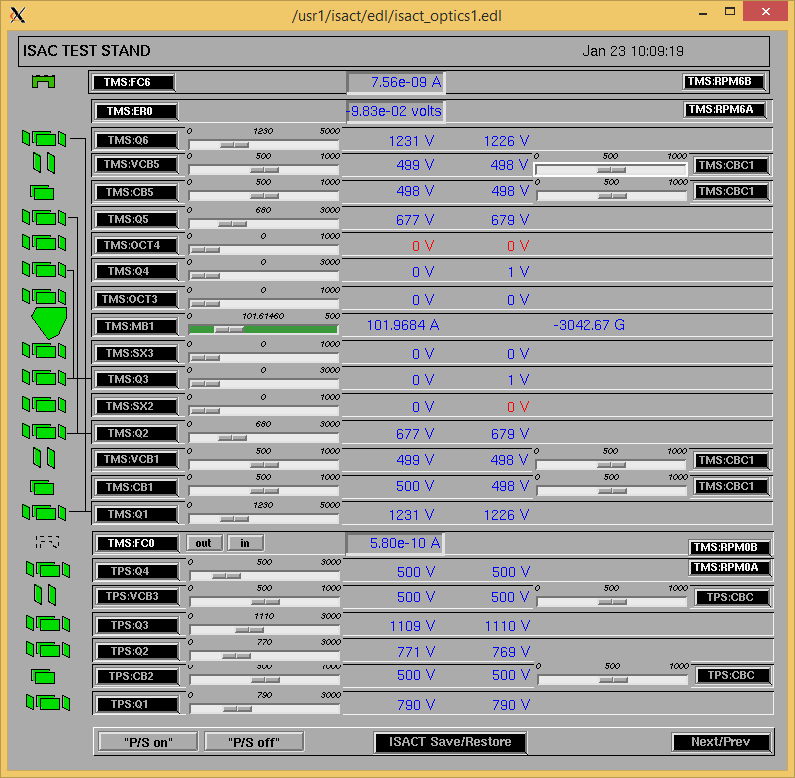 /usr1/isact/edl/isact_optics1.edl
ISAC TEST STAND Jan 23 10:09:19
TMS:FC6 7.56e-09 A TMS:RPM6B
TMS:ER0 -9.83e-02 volts TMS:RPM6A
TMS:Q6 0 1230 5000 1231 V 1226 V
TMS:VCB5 0 500 1000 499 V 498 V 0 500 1000 TMS:CBC1
TMS:CB5 0 500 1000 498 V 498 V 0 500 1000 TMS:CBC1
TMS:Q5 0 680 3000 677 V 679 V
TMS:OCT4 0 0 1000 0 V 0 V
TMS:Q4 0 0 3000 0 V 1 V
TMS:OCT3 0 0 1000 0 V 0 V
TMS:MB1 0 101.61460 500 101.9684 A -3042.67 G
TMS:SX3 0 0 1000 0 V 0 V
TMS:Q3 0 0 3000 0 V 1 V
TMS:SX2 0 0 1000 0 V 0 V
TMS:Q2 0 680 3000 677 V 679 V
TMS:VCB1 0 500 1000 499 V 498 V 0 500 1000 TMS:CBC1
TMS:CB1 0 500 1000 500 V 498 V 0 500 1000 TMS:CBC1
TMS:Q1 0 1230 5000 1231 V 1226 V
TMS:FC0 out in 5.80e-10 A TMS:RPM0B
TPS:Q4 0 500 3000 500 V 500 V TMS:RPM0A
TPS:VCB3 0 500 1000 500 V 500 V 0 500 1000 TPS:CBC
TPS:Q3 0 1110 3000 1109 V 1110 V
TPS:Q2 0 770 3000 771 V 769 V
TPS:CB2 0 500 1000 500 V 500 V 0 500 1000 TPS:CBC
TPS:Q1 0 790 3000 790 V 790 V
"P/S on" "P/S off" ISACT Save/Restore Next/Prev